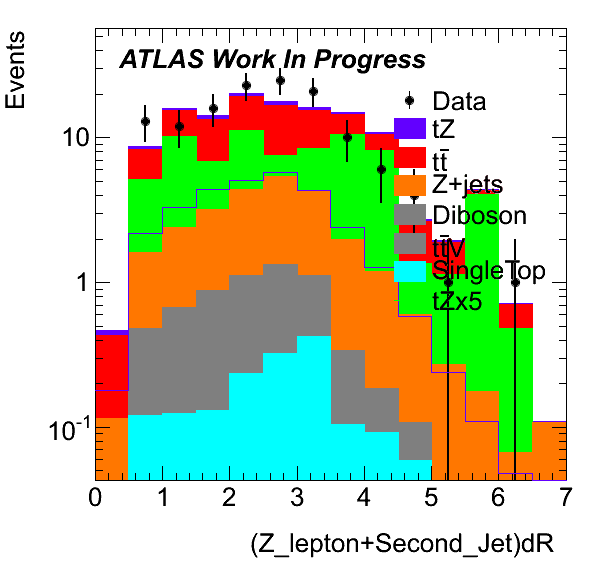 Events
ATLAS Work In Progress
Data
tZ
tt̄
Z+jets
Diboson
tt̄V
SingleTop
tZx5
10
1
10⁻¹
0 1 2 3 4 5 6 7
(Z_lepton+Second_Jet)dR